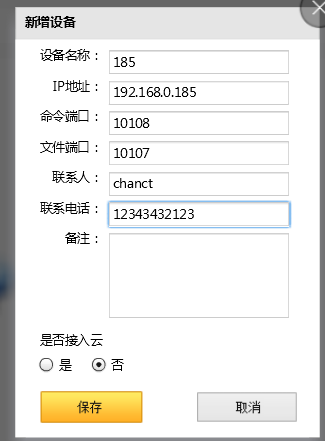 新增设备
设备名称： 185
IP地址： 192.168.0.185
命令端口： 10108
文件端口： 10107
联系人： chanct
联系电话： 12343432123
备注：
是否接入云
是 否
保存 取消